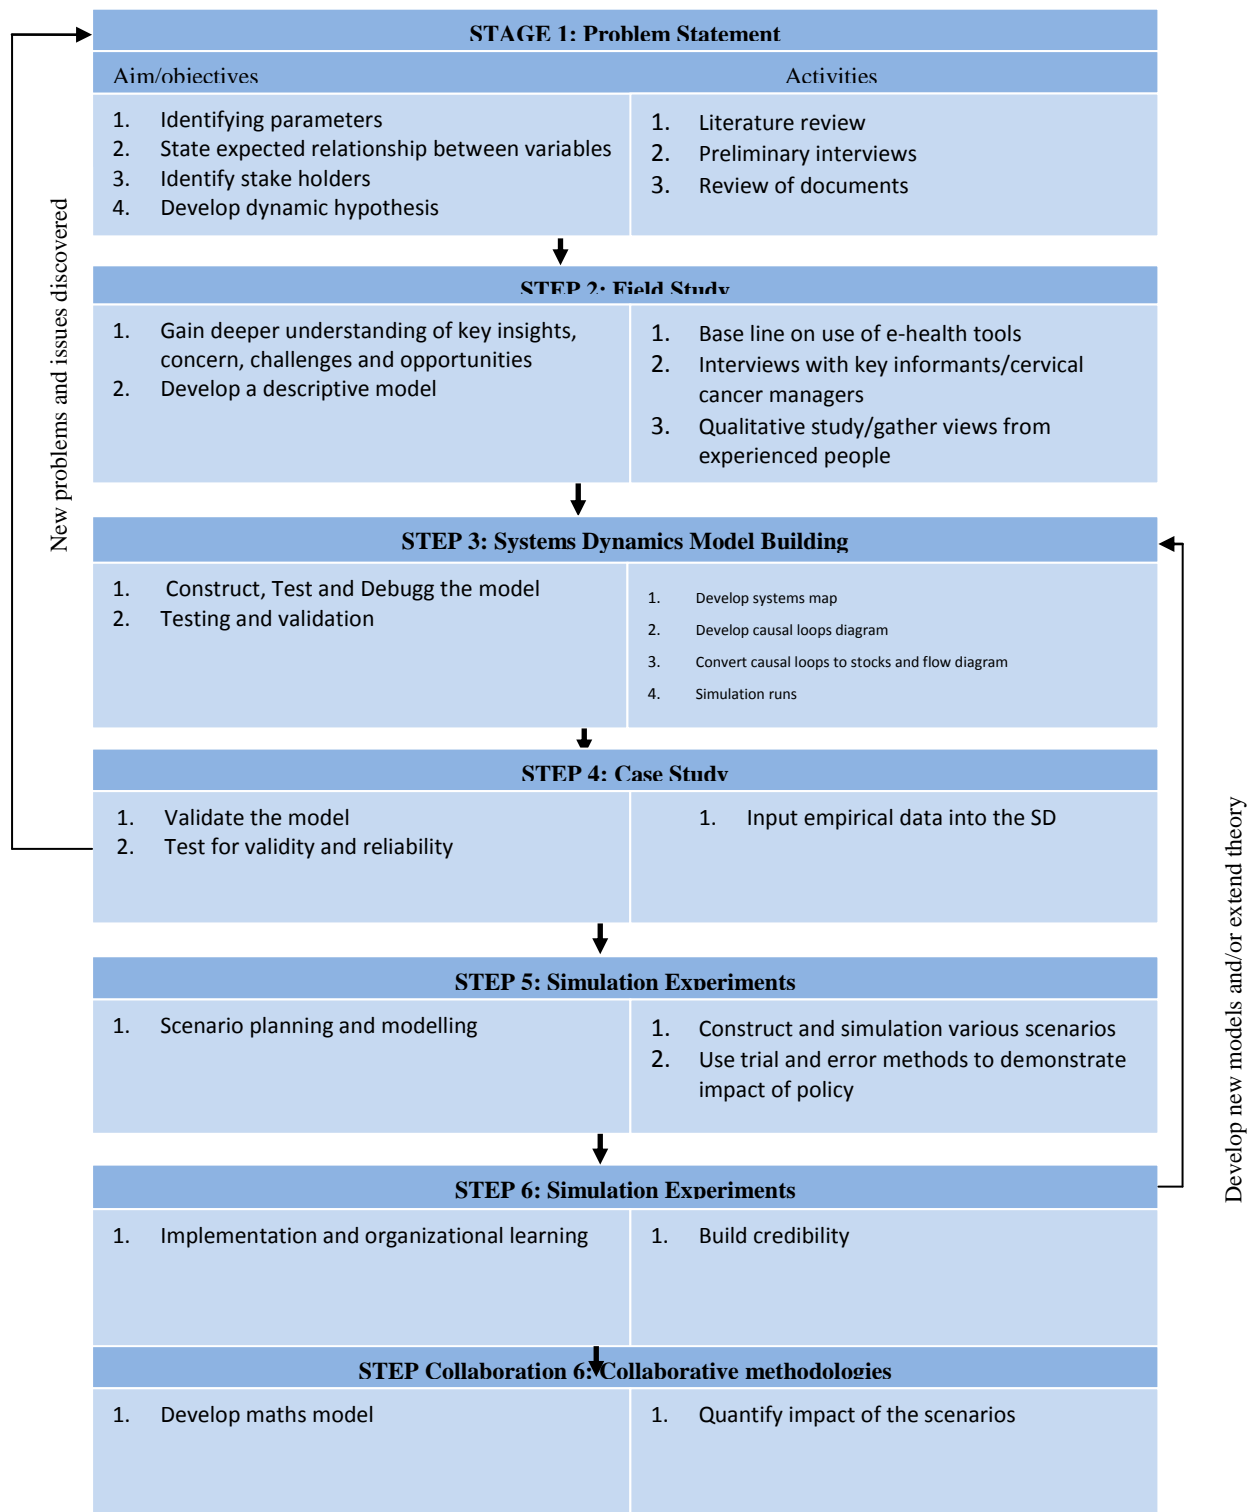 STAGE 1: Problem Statement
Aim/objectives
Activities
1. Identifying parameters
2. State expected relationship between variables
3. Identify stake holders
4. Develop dynamic hypothesis
1. Literature review
2. Preliminary interviews
3. Review of documents
New problems and issues discovered
STEP 2: Field Study
1. Gain deeper understanding of key insights,
concern, challenges and opportunities
2. Develop a descriptive model
1. Base line on use of e-health tools
2. Interviews with key informants/cervical
cancer managers
3. Qualitative study/gather views from
experienced people
STEP 3: Systems Dynamics Model Building
1. Construct, Test and Debugg the model
2. Testing and validation
1. Develop systems map
2. Develop causal loops diagram
3. Convert causal loops to stocks and flow diagram
4. Simulation runs
STEP 4: Case Study
1. Validate the model
2. Test for validity and reliability
1. Input empirical data into the SD
Develop new models and/or extend theory
STEP 5: Simulation Experiments
1. Scenario planning and modelling
1. Construct and simulation various scenarios
2. Use trial and error methods to demonstrate
impact of policy
STEP 6: Simulation Experiments
1. Implementation and organizational learning
1. Build credibility
STEP Collaboration 6: Collaborative methodologies
1. Develop maths model
1. Quantify impact of the scenarios